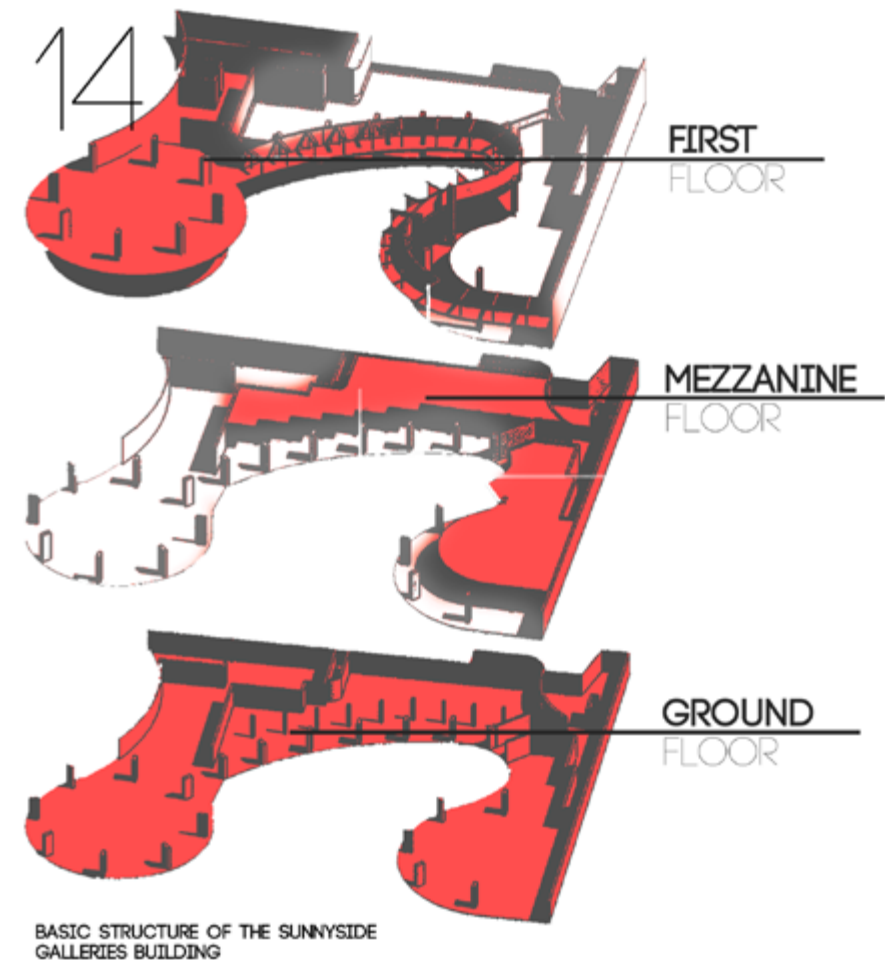 14
FIRST
FLOOR
MEZZANINE
FLOOR
GROUND
FLOOR
BASIC STRUCTURE OF THE SUNNYSIDE
GALLERIES BUILDING